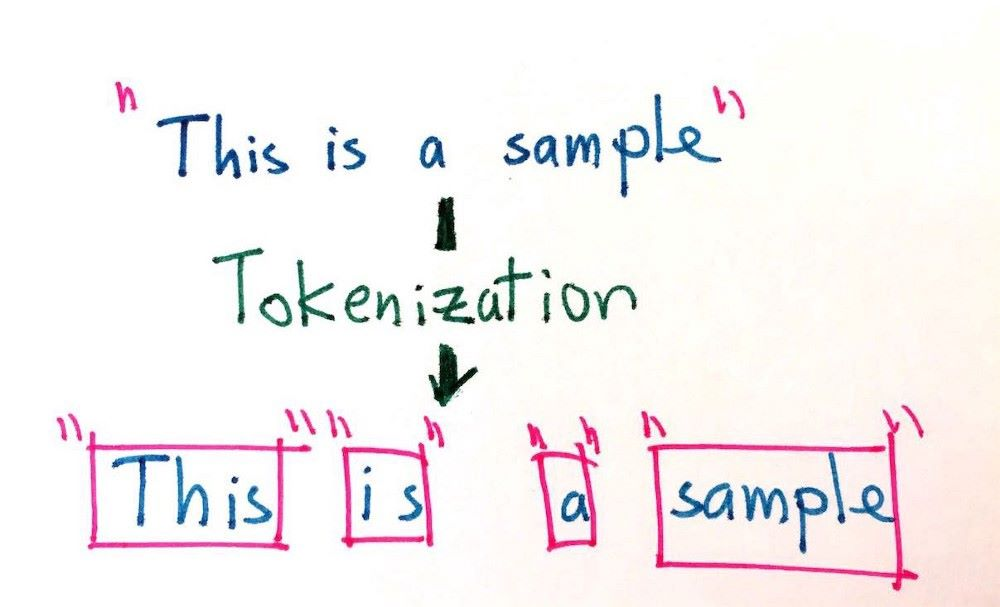 "This is a sample"
Tokenization
"This" "is" "a" "sample"